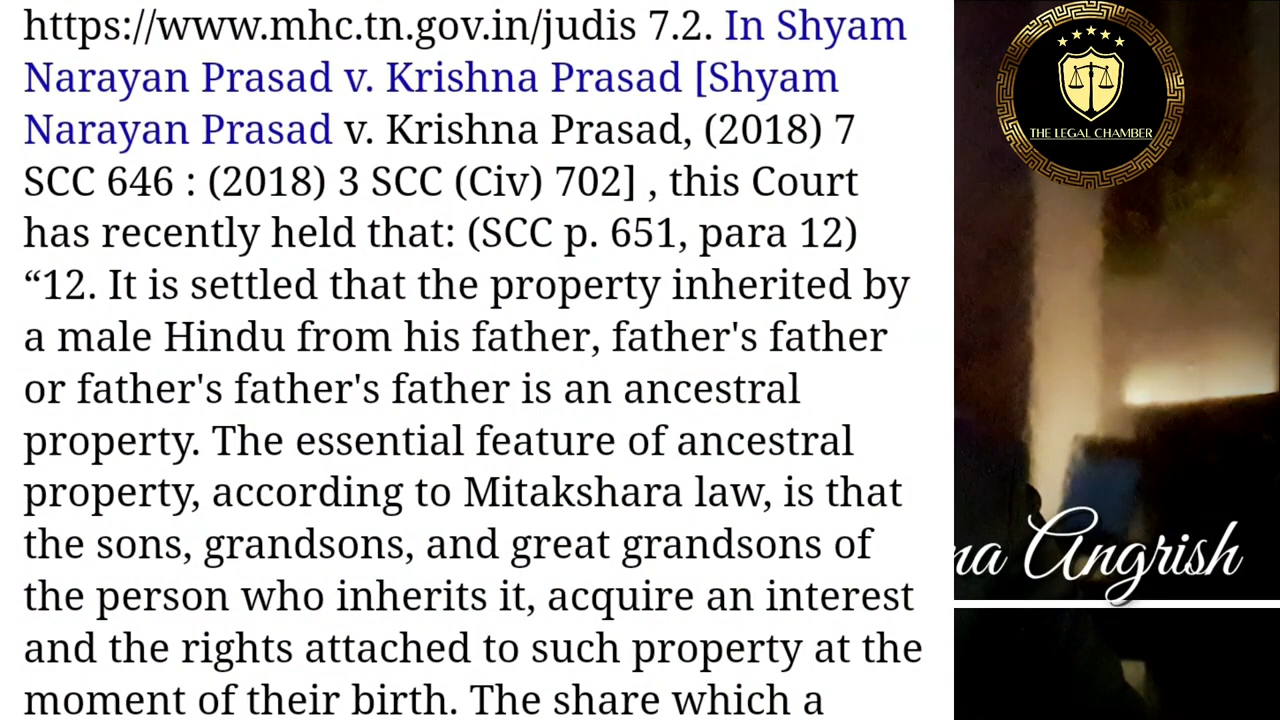 https://www.mhc.tn.gov.in/judis 7.2. In Shyam
Narayan Prasad v. Krishna Prasad [Shyam
Narayan Prasad v. Krishna Prasad, (2018) 7
SCC 646 : (2018) 3 SCC (Civ) 702] , this Court
has recently held that: (SCC p. 651, para 12)
“12. It is settled that the property inherited by
a male Hindu from his father, father's father
or father's father's father is an ancestral
property. The essential feature of ancestral
property, according to Mitakshara law, is that
the sons, grandsons, and great grandsons of
the person who inherits it, acquire an interest
and the rights attached to such property at the
moment of their birth. The share which a
THE LEGAL CHAMBER
na Angrish